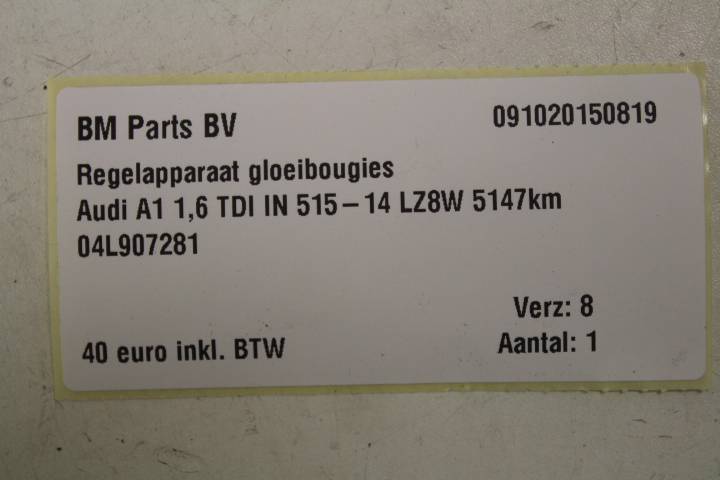 BM Parts BV 091020150819
Regelapparaat gloeibougies
Audi A1 1,6 TDI IN 515-14 LZ8W 5147km
04L907281
Verz: 8
40 euro inkl. BTW Aantal: 1